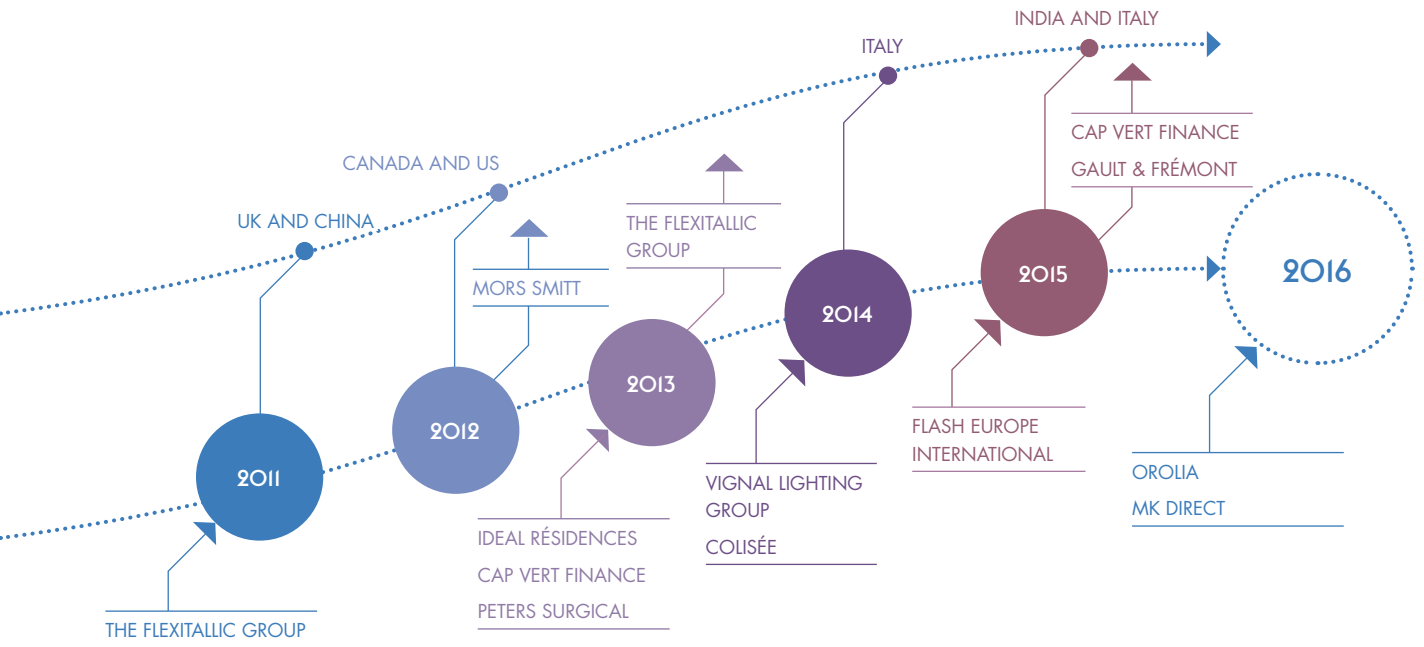 INDIA AND ITALY
ITALY
CAP VERT FINANCE
GAULT & FRÉMONT
CANADA AND US
UK AND CHINA
THE FLEXITALLIC
GROUP
MORS SMITT
2016
2015
2014
2013
2012
2011
FLASH EUROPE
INTERNATIONAL
OROLIA
MK DIRECT
VIGNAL LIGHTING
GROUP
COLISÉE
IDEAL RÉSIDENCES
CAP VERT FINANCE
PETERS SURGICAL
THE FLEXITALLIC GROUP